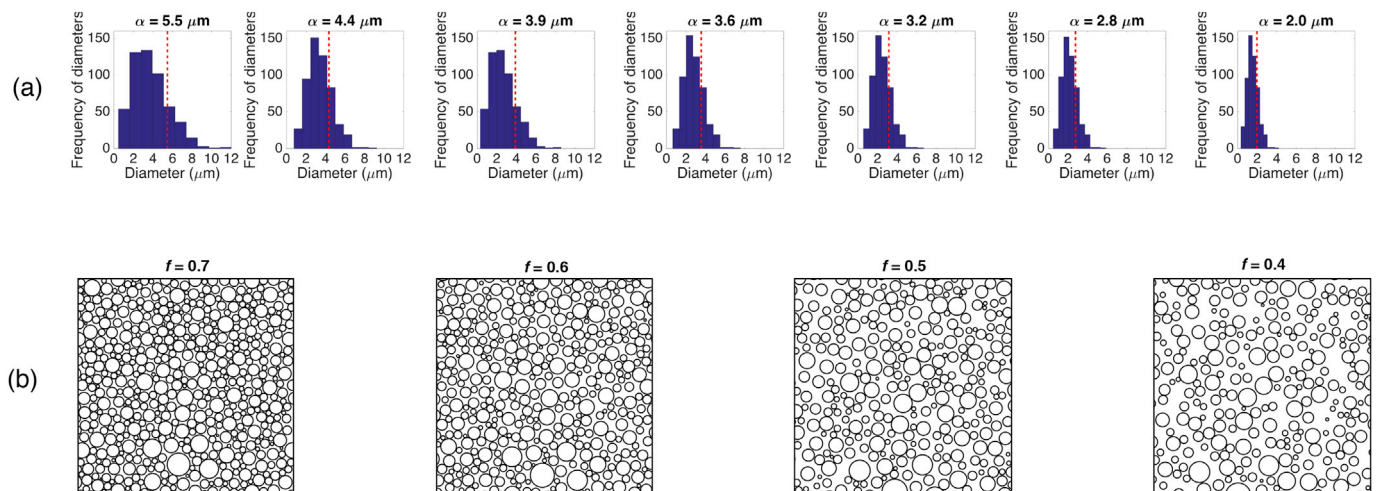 (a)
α = 5.5 μm
Frequency of diameters
150
100
50
0
0 2 4 6 8 10 12
Diameter (μm)
α = 4.4 μm
Frequency of diameters
150
100
50
0
0 2 4 6 8 10 12
Diameter (μm)
α = 3.9 μm
Frequency of diameters
150
100
50
0
0 2 4 6 8 10 12
Diameter (μm)
α = 3.6 μm
Frequency of diameters
150
100
50
0
0 2 4 6 8 10 12
Diameter (μm)
α = 3.2 μm
Frequency of diameters
150
100
50
0
0 2 4 6 8 10 12
Diameter (μm)
α = 2.8 μm
Frequency of diameters
150
100
50
0
0 2 4 6 8 10 12
Diameter (μm)
α = 2.0 μm
Frequency of diameters
150
100
50
0
0 2 4 6 8 10 12
Diameter (μm)
(b)
f = 0.7
f = 0.6
f = 0.5
f = 0.4